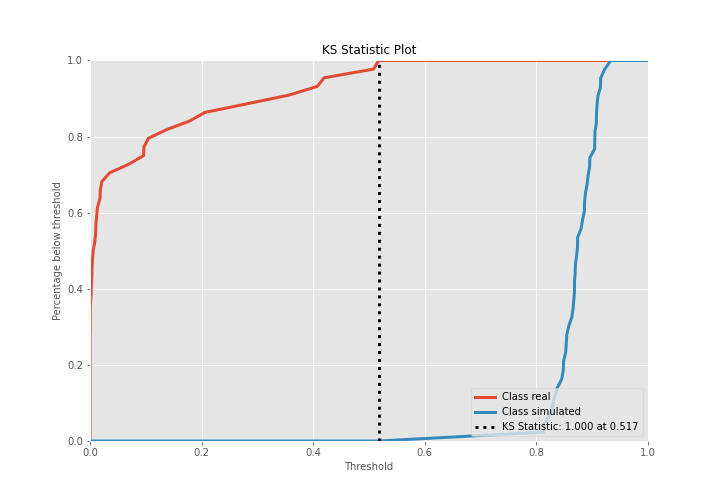 KS Statistic Plot
1.0
0.8
0.6
0.4
0.2
0.0
Percentage below threshold
0.0 0.2 0.4 0.6 0.8 1.0
Threshold
Class real
Class simulated
KS Statistic: 1.000 at 0.517